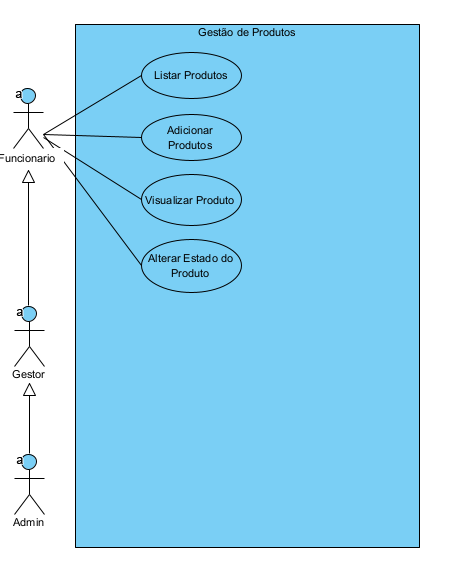 Gestão de Produtos
Listar Produtos
a
Adicionar
Produtos
Funcionario
Visualizar Produto
Alterar Estado do
Produto
a
Gestor
a
Admin